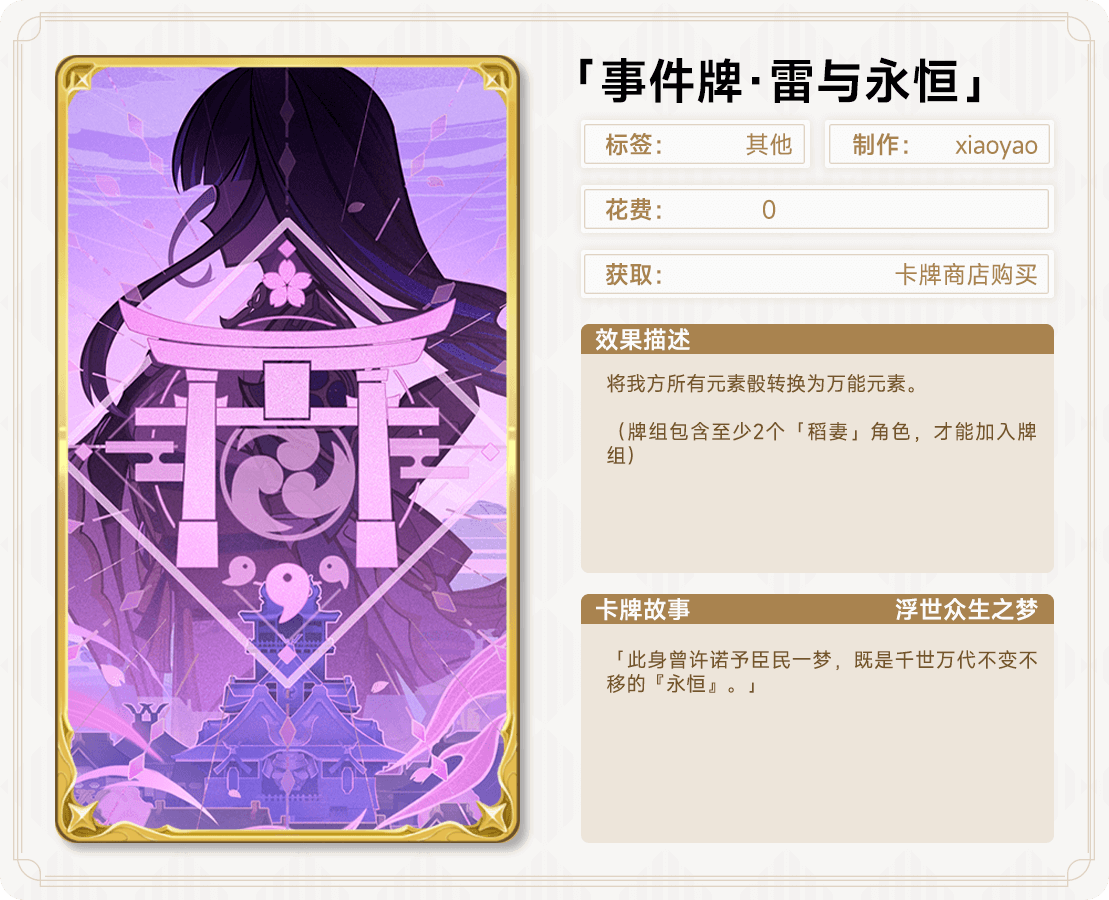 「事件牌·雷与永恒」
标签： 其他 制作： xiaoyao
花费： 0
获取： 卡牌商店购买
效果描述
将我方所有元素骰转换为万能元素。
（牌组包含至少2个「稻妻」角色，才能加入牌
组）
卡牌故事 浮世众生之梦
「此身曾许诺予臣民一梦，既是千世万代不变不
移的『永恒』。」